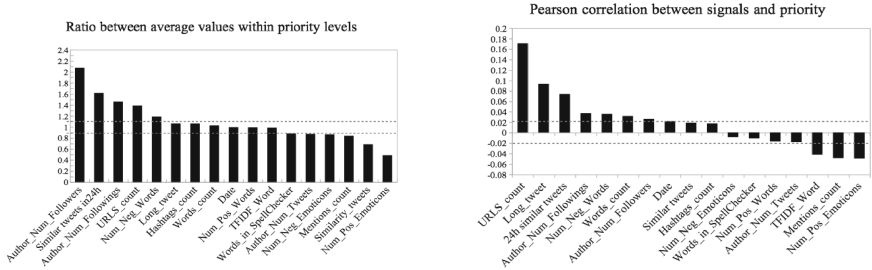 Ratio between average values within priority levels
2.4
2.2
2
1.8
1.6
1.4
1.2
1
0.8
0.6
0.4
0.2
0
Author_Num_Followers
Similar tweets in24h
Author_Num_Followings
URLS_count
Num_Neg_Words
Long_tweet
Hashtags_count
Words_count
Date
Num_Pos_Words
TFIDF_Word
Words_in_SpellChecker
Author_Num_Tweets
Num_Neg_Emoticons
Mentions_count
Similarity_tweets
Num_Pos_Emoticons
Pearson correlation between signals and priority
0.2
0.18
0.16
0.14
0.12
0.1
0.08
0.06
0.04
0.02
0
-0.02
-0.04
-0.06
-0.08
URLS_count
Long_tweet
24h similar tweets
Author_Num_Followings
Num_Neg_Words
Words_count
Author_Num_Followers
Date
Similar tweets
Hashtags_count
Num_Neg_Emoticons
Words_in_SpellChecker
Num_Pos_Words
Author_Num_Tweets
TFIDF_Word
Mentions_count
Num_Pos_Emoticons